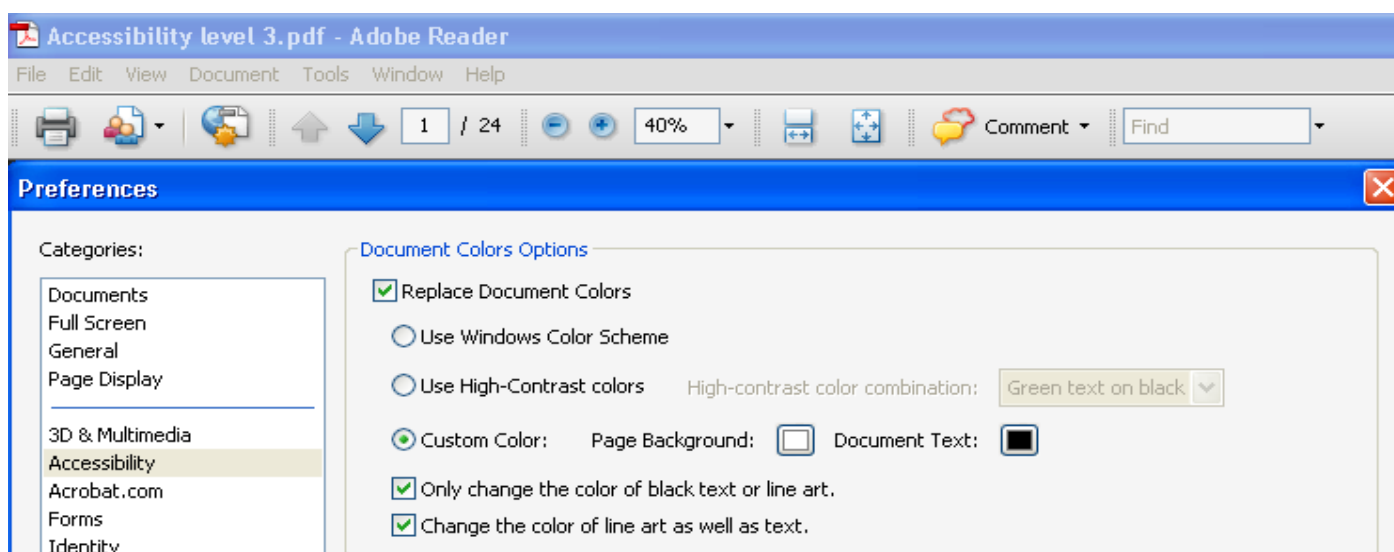 Accessibility level 3.pdf - Adobe Reader
File Edit View Document Tools Window Help
1 / 24 40% Comment Find
Preferences
Categories:
Documents
Full Screen
General
Page Display
3D & Multimedia
Accessibility
Acrobat.com
Forms
Identity
Document Colors Options
Replace Document Colors
Use Windows Color Scheme
Use High-Contrast colors High-contrast color combination: Green text on black
Custom Color: Page Background: Document Text:
Only change the color of black text or line art.
Change the color of line art as well as text.